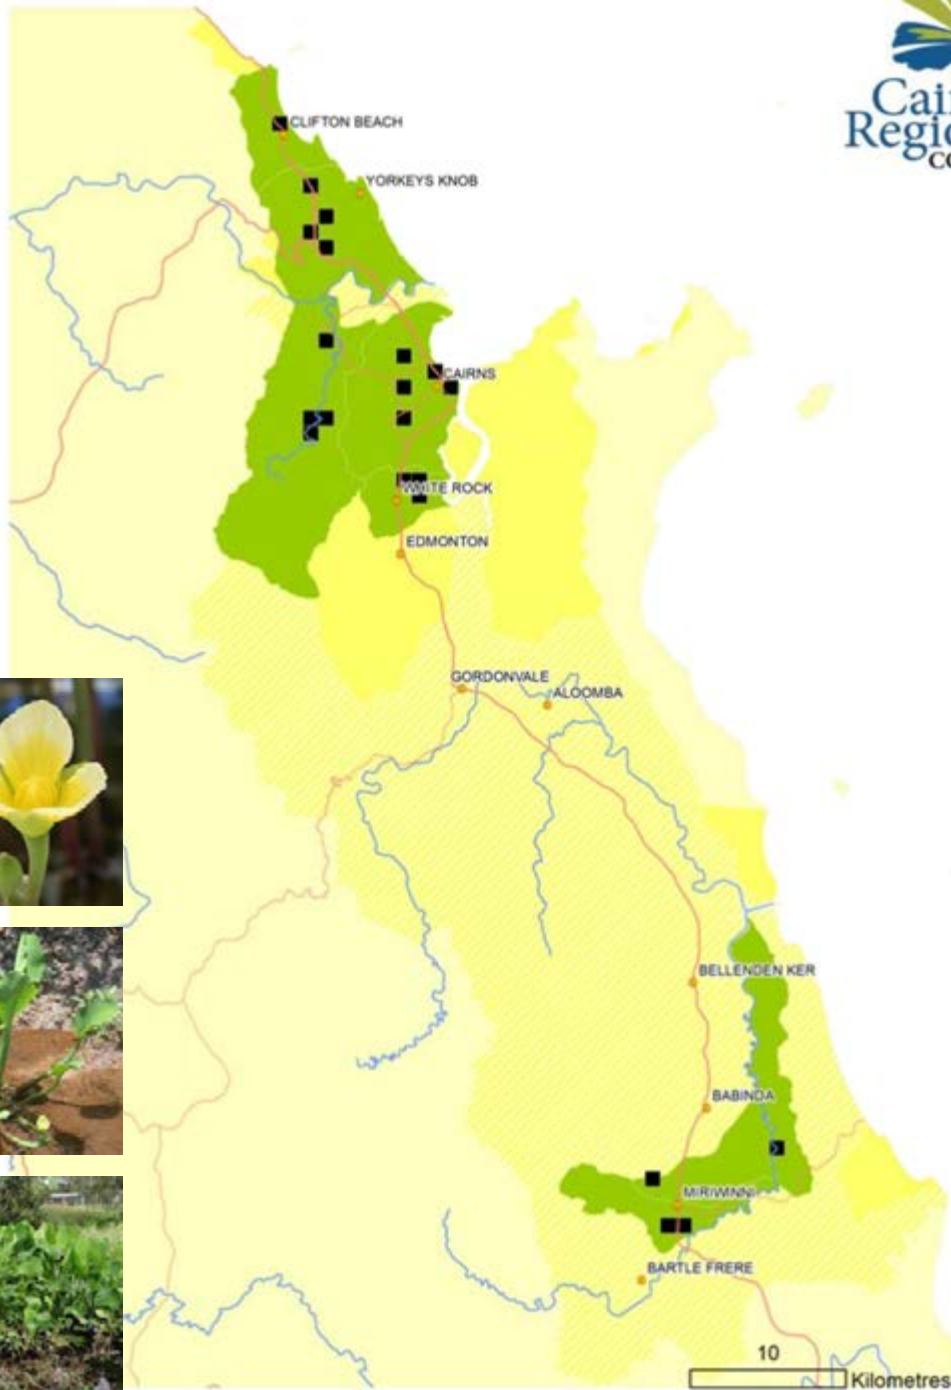 CLIFTON BEACH
YORKEYS KNOB
CAIRNS
WHITE ROCK
EDMONTON
GORDONVALE
ALOOMBA
BELLENDEN KER
BABINDA
MIRIWINNI
BARTLE FRERE
10
Kilometres